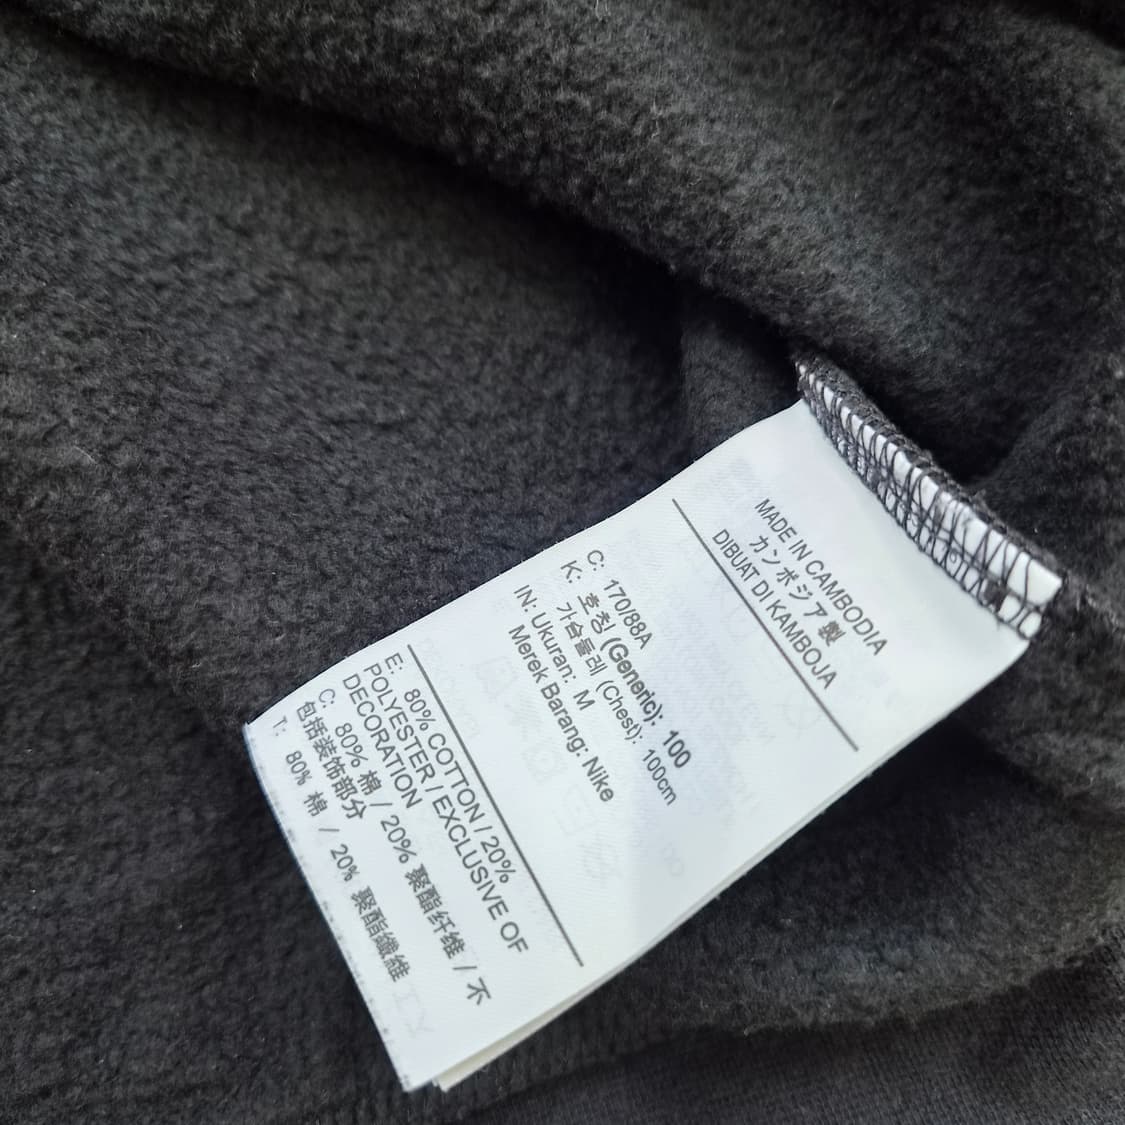 MADE IN CAMBODIA
カンボジア製
DIBUAT DI KAMBOJA
C: 170/88A
K: 호칭 (Generic): 100
가슴둘레 (Chest): 100cm
IN: Ukuran: M
Merek Barang: Nike
E: 80% COTTON / 20%
POLYESTER / EXCLUSIVE OF
DECORATION
C: 80% 棉 / 20% 聚酯纤维 / 不
包括装饰部分
T: 80% 棉 / 20% 聚酯纖維